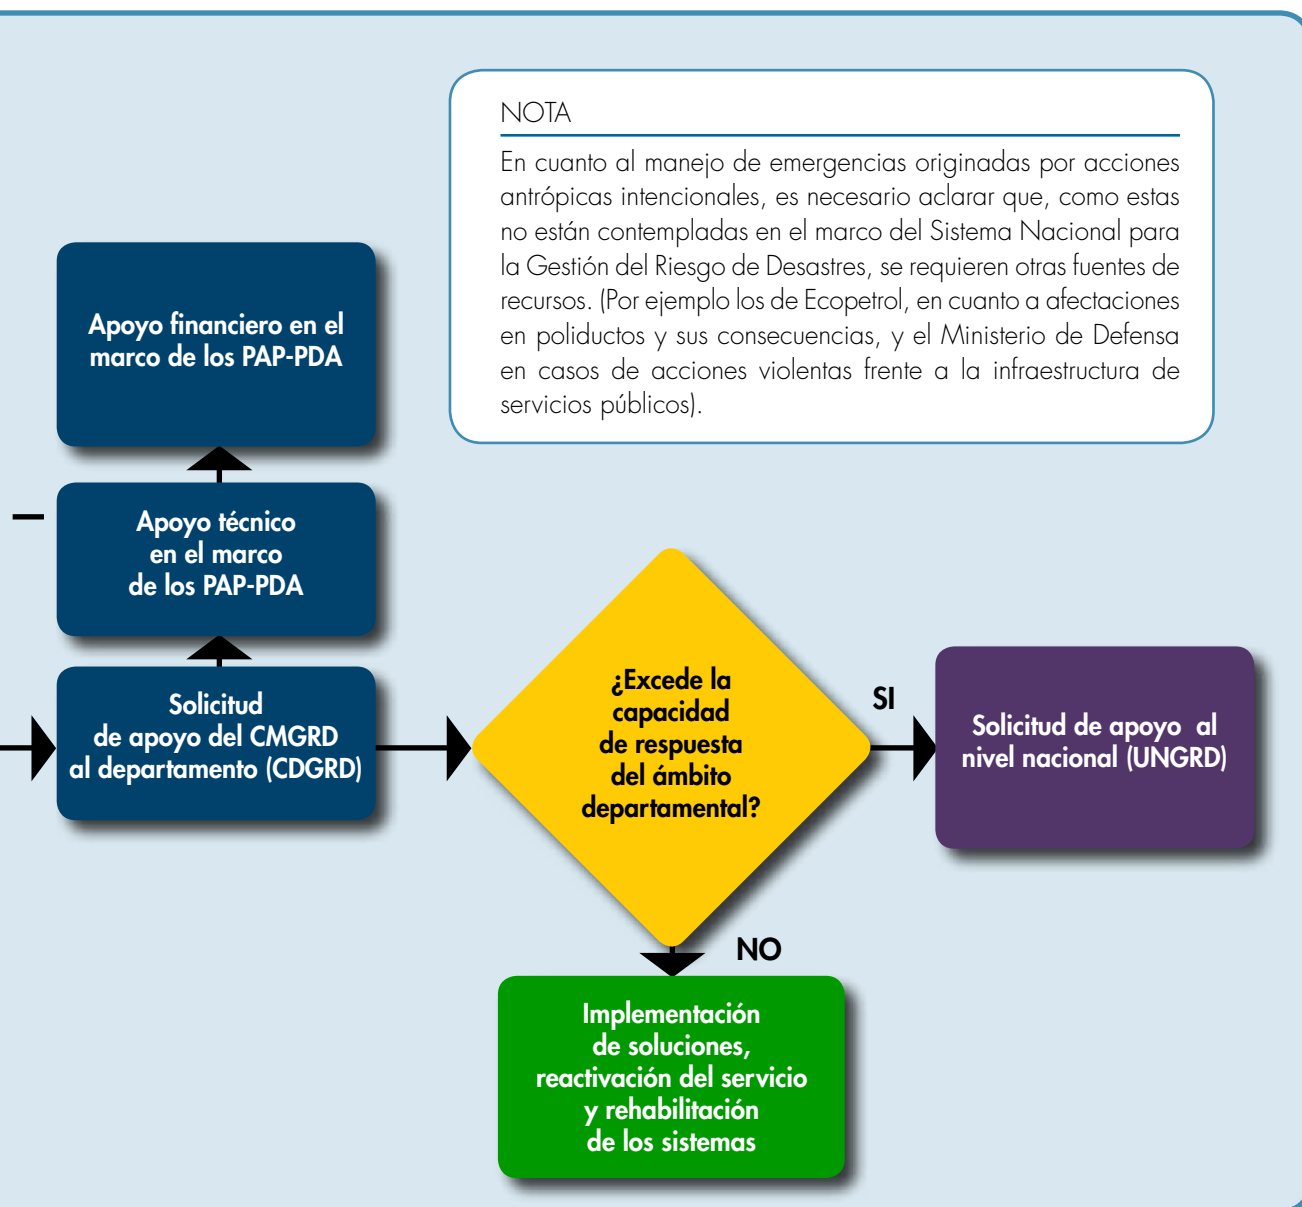 NOTA
En cuanto al manejo de emergencias originadas por acciones
antrópicas intencionales, es necesario aclarar que, como estas
no están contempladas en el marco del Sistema Nacional para
la Gestión del Riesgo de Desastres, se requieren otras fuentes de
recursos. (Por ejemplo los de Ecopetrol, en cuanto a afectaciones
en poliductos y sus consecuencias, y el Ministerio de Defensa
en casos de acciones violentas frente a la infraestructura de
servicios públicos).
Apoyo financiero en el
marco de los PAP-PDA
Apoyo técnico
en el marco
de los PAP-PDA
Solicitud
de apoyo del CMGRD
al departamento (CDGRD)
¿Excede la
capacidad
de respuesta
del ámbito
departamental?
SI
Solicitud de apoyo al
nivel nacional (UNGRD)
NO
Implementación
de soluciones,
reactivación del servicio
y rehabilitación
de los sistemas